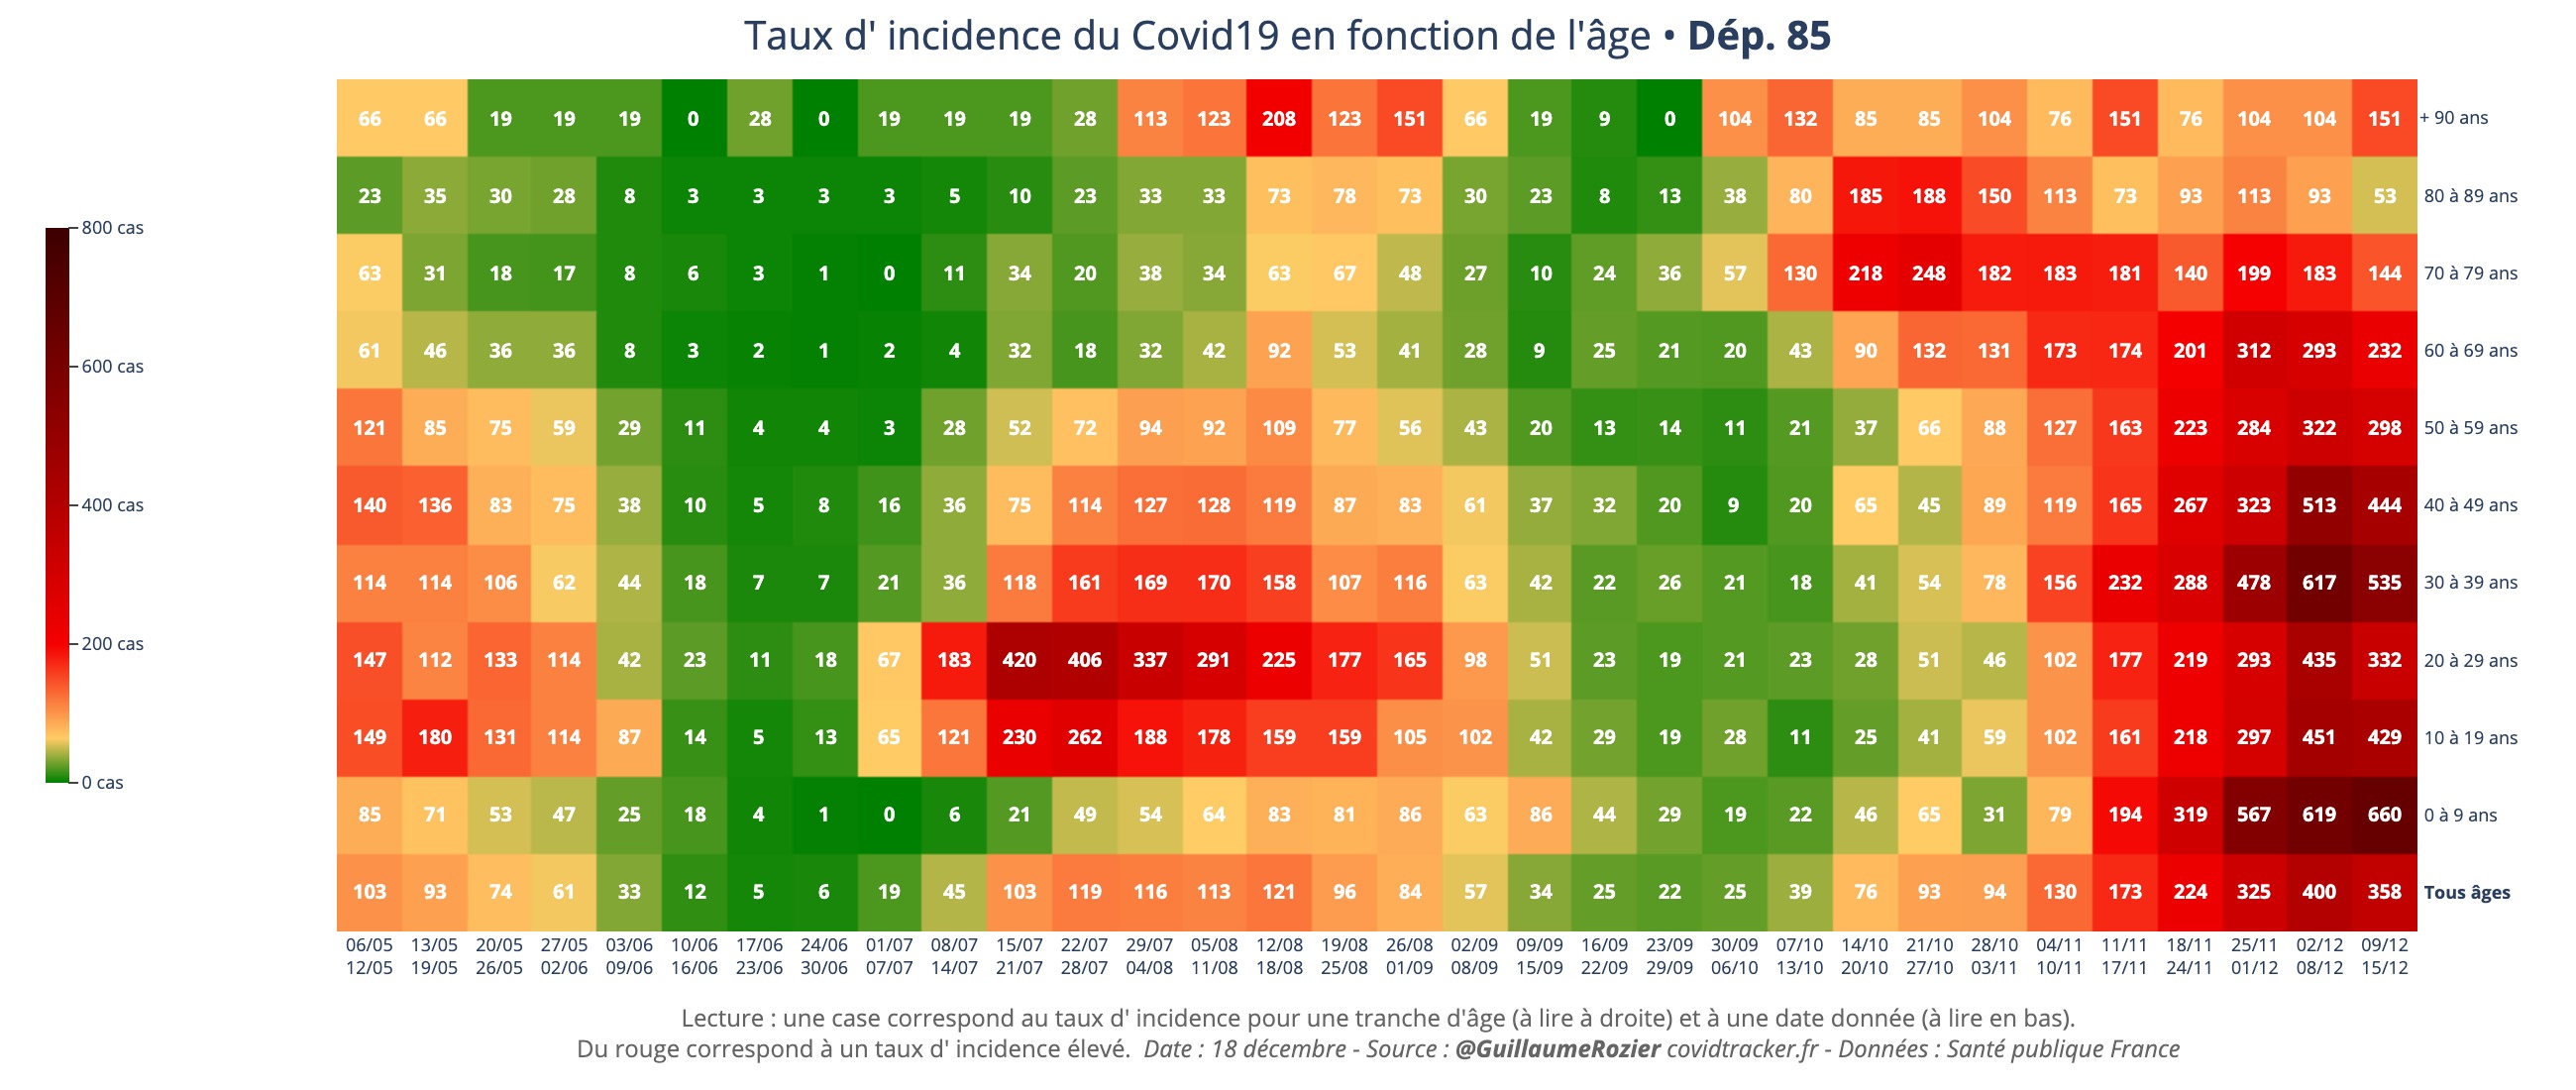 Taux d' incidence du Covid19 en fonction de l'âge • Dép. 85
800 cas
600 cas
400 cas
200 cas
0 cas
66 66 19 19 19 0 28 0 19 19 19 28 113 123 208 123 151 66 19 9 0 104 132 85 85 104 76 151 76 104 104 151 + 90 ans
23 35 30 28 8 3 3 3 3 5 10 23 33 33 73 78 73 30 23 8 13 38 80 185 188 150 113 73 93 113 93 53 80 à 89 ans
63 31 18 17 8 6 3 1 0 11 34 20 38 34 63 67 48 27 10 24 36 57 130 218 248 182 183 181 140 199 183 144 70 à 79 ans
61 46 36 36 8 3 2 1 2 4 32 18 32 42 92 53 41 28 9 25 21 20 43 90 132 131 173 174 201 312 293 232 60 à 69 ans
121 85 75 59 29 11 4 4 3 28 52 72 94 92 109 77 56 43 20 13 14 11 21 37 66 88 127 163 223 284 322 298 50 à 59 ans
140 136 83 75 38 10 5 8 16 36 75 114 127 128 119 87 83 61 37 32 20 9 20 65 45 89 119 165 267 323 513 444 40 à 49 ans
114 114 106 62 44 18 7 7 21 36 118 161 169 170 158 107 116 63 42 22 26 21 18 41 54 78 156 232 288 478 617 535 30 à 39 ans
147 112 133 114 42 23 11 18 67 183 420 406 337 291 225 177 165 98 51 23 19 21 23 28 51 46 102 177 219 293 435 332 20 à 29 ans
149 180 131 114 87 14 5 13 65 121 230 262 188 178 159 159 105 102 42 29 19 28 11 25 41 59 102 161 218 297 451 429 10 à 19 ans
85 71 53 47 25 18 4 1 0 6 21 49 54 64 83 81 86 63 86 44 29 19 22 46 65 31 79 194 319 567 619 660 0 à 9 ans
103 93 74 61 33 12 5 6 19 45 103 119 116 113 121 96 84 57 34 25 22 25 39 76 93 94 130 173 224 325 400 358 Tous âges
06/05 13/05 20/05 27/05 03/06 10/06 17/06 24/06 01/07 08/07 15/07 22/07 29/07 05/08 12/08 19/08 26/08 02/09 09/09 16/09 23/09 30/09 07/10 14/10 21/10 28/10 04/11 11/11 18/11 25/11 02/12 09/12
12/05 19/05 26/05 02/06 09/06 16/06 23/06 30/06 07/07 14/07 21/07 28/07 04/08 11/08 18/08 25/08 01/09 08/09 15/09 22/09 29/09 06/10 13/10 20/10 27/10 03/11 10/11 17/11 24/11 01/12 08/12 15/12
Lecture : une case correspond au taux d' incidence pour une tranche d'âge (à lire à droite) et à une date donnée (à lire en bas).
Du rouge correspond à un taux d' incidence élevé. Date : 18 décembre - Source : @GuillaumeRozier covidtracker.fr - Données : Santé publique France